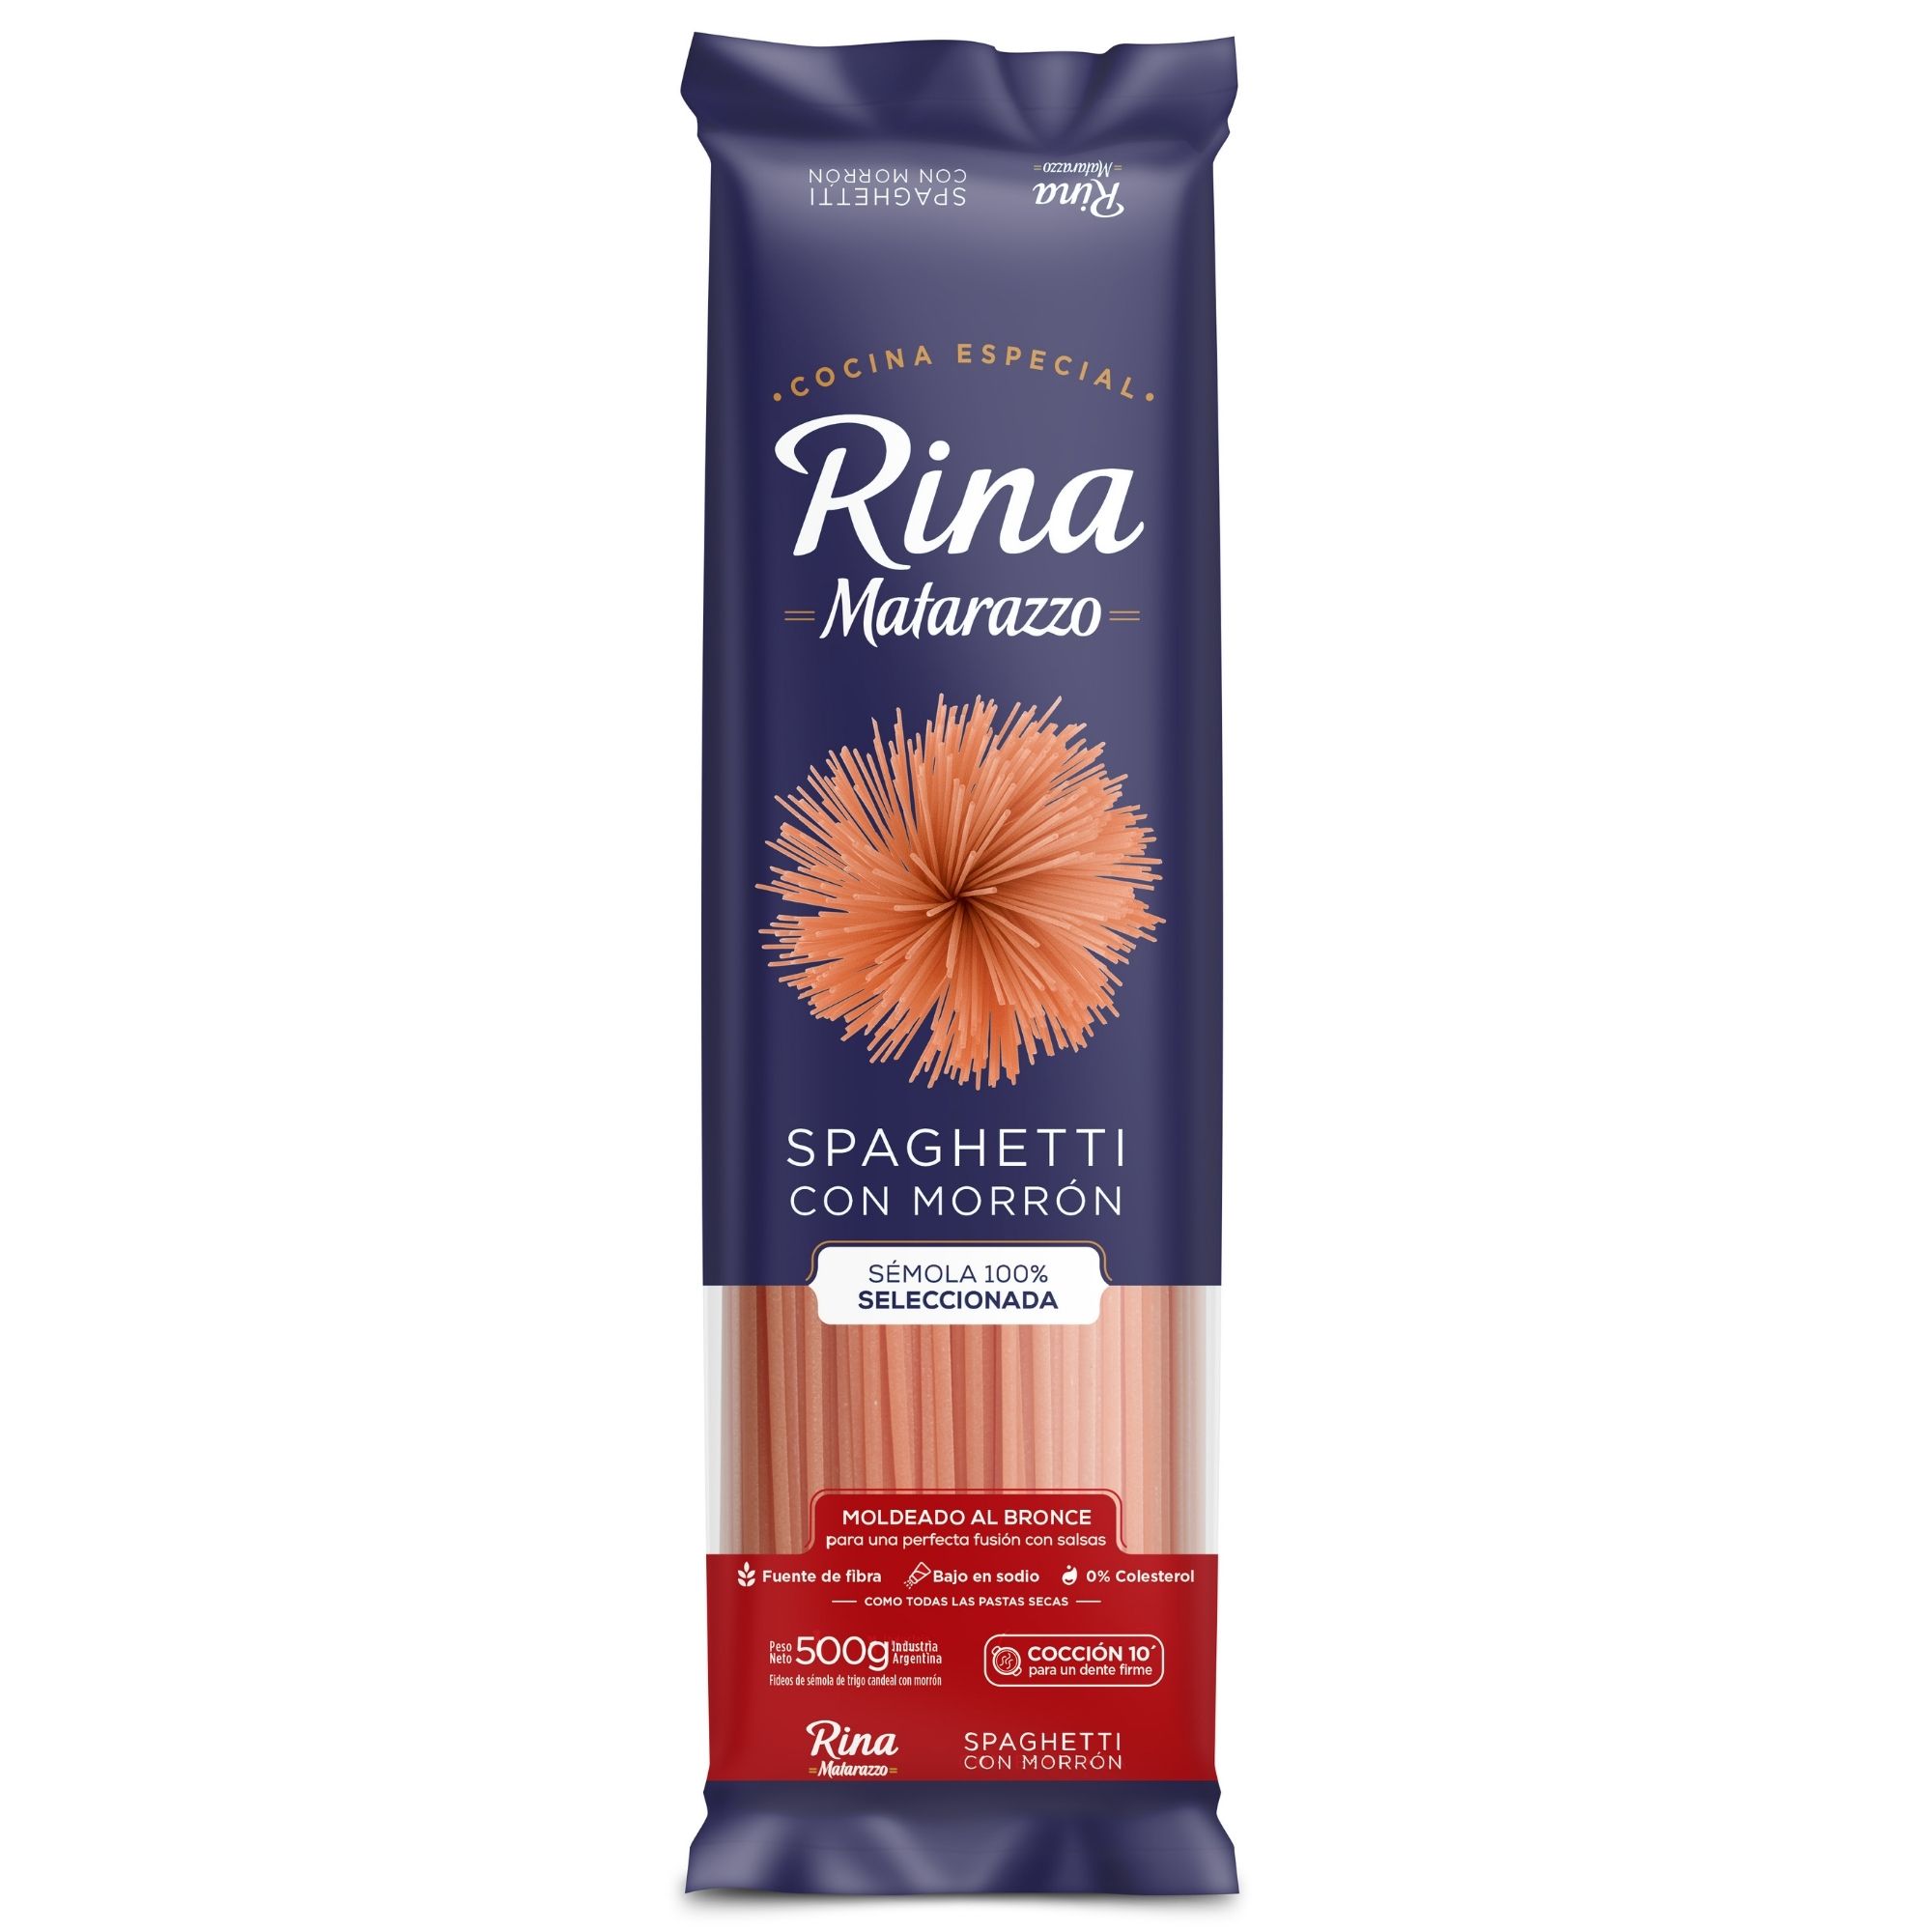 SPAGHETTI
CON MORRÓN
Rina
Matarazzo
• COCINA ESPECIAL •
Rina
Matarazzo
SPAGHETTI
CON MORRÓN
SÉMOLA 100%
SELECCIONADA
MOLDEADO AL BRONCE
para una perfecta fusión con salsas
Fuente de fibra
Bajo en sodio
0% Colesterol
COMO TODAS LAS PASTAS SECAS
Peso Neto 500g Industria Argentina
Fideos de sémola de trigo candeal con morrón
COCCIÓN 10´
para un dente firme
Rina
Matarazzo
SPAGHETTI
CON MORRÓN